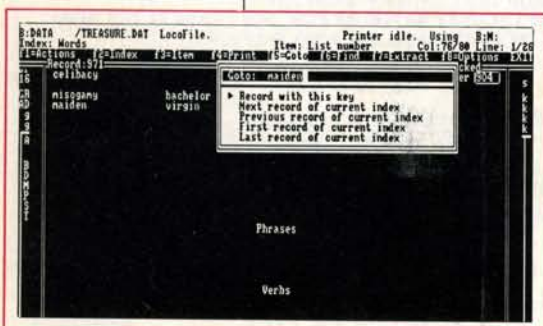 B:DATA /TREASURE.DAT LocoFile. Printer idle. Using B:M:
Index: Words Item: List number Col:76/80 Line: 1/26
f1=Actions f2=Index f3=Item f4=Print f5=Goto f6=Find f7=Extract f8=Options EXIT
Record:971
celibacy
er 904
misogamy bachelor
maiden virgin
Goto: maiden
Record with this key
Next record of current index
Previous record of current index
First record of current index
Last record of current index
Phrases
Verbs